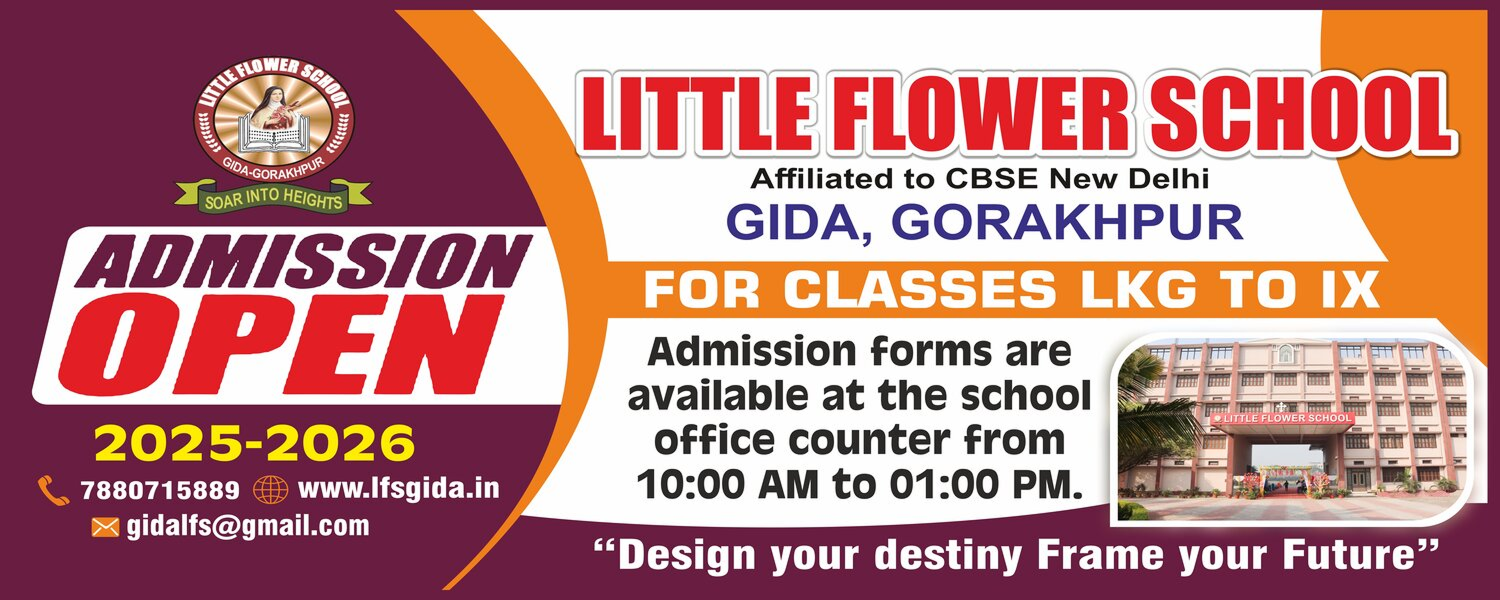 LITTLE FLOWER SCHOOL
GIDA-GORAKHPUR
SOAR INTO HEIGHTS
ADMISSION
OPEN
2025-2026
7880715889 www.lfsgida.in
gidalfs@gmail.com
LITTLE FLOWER SCHOOL
Affiliated to CBSE New Delhi
GIDA, GORAKHPUR
FOR CLASSES LKG TO IX
Admission forms are
available at the school
office counter from
10:00 AM to 01:00 PM.
LITTLE FLOWER SCHOOL
“Design your destiny Frame your Future”